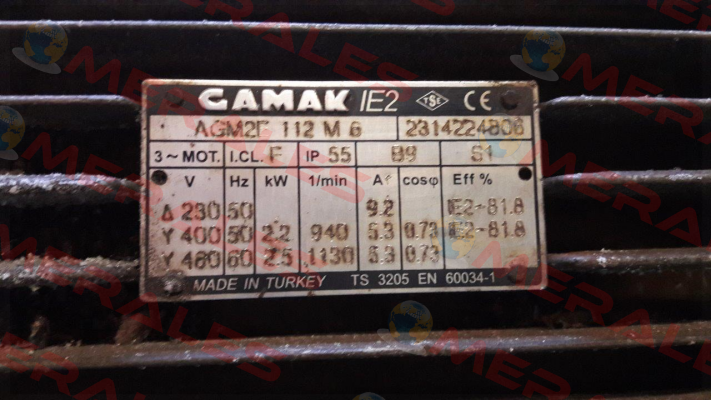 GAMAK IE2 TSE CE
AGM2E 112 M 6 2314224806
3~MOT. I.CL. F IP 55 B9 S1
V Hz kW 1/min A cosφ Eff %
Δ 230 50 9.2 IE2-81.8
Y 400 50 2.2 940 5.3 0.73 IE2-81.8
Y 460 60 2.5 1130 5.3 0.73
MADE IN TURKEY TS 3205 EN 60034-1
MERALES